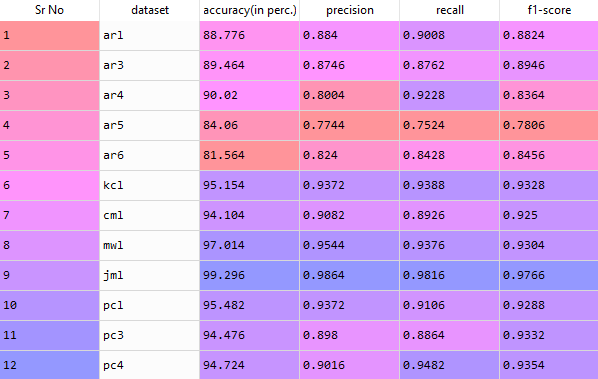 Sr No dataset accuracy(in perc.) precision recall f1-score
1 ar1 88.776 0.884 0.9008 0.8824
2 ar3 89.464 0.8746 0.8762 0.8946
3 ar4 90.02 0.8004 0.9228 0.8364
4 ar5 84.06 0.7744 0.7524 0.7806
5 ar6 81.564 0.824 0.8428 0.8456
6 kc1 95.154 0.9372 0.9388 0.9328
7 cm1 94.104 0.9082 0.8926 0.925
8 mw1 97.014 0.9544 0.9376 0.9304
9 jm1 99.296 0.9864 0.9816 0.9766
10 pc1 95.482 0.9372 0.9106 0.9288
11 pc3 94.476 0.898 0.8864 0.9332
12 pc4 94.724 0.9016 0.9482 0.9354